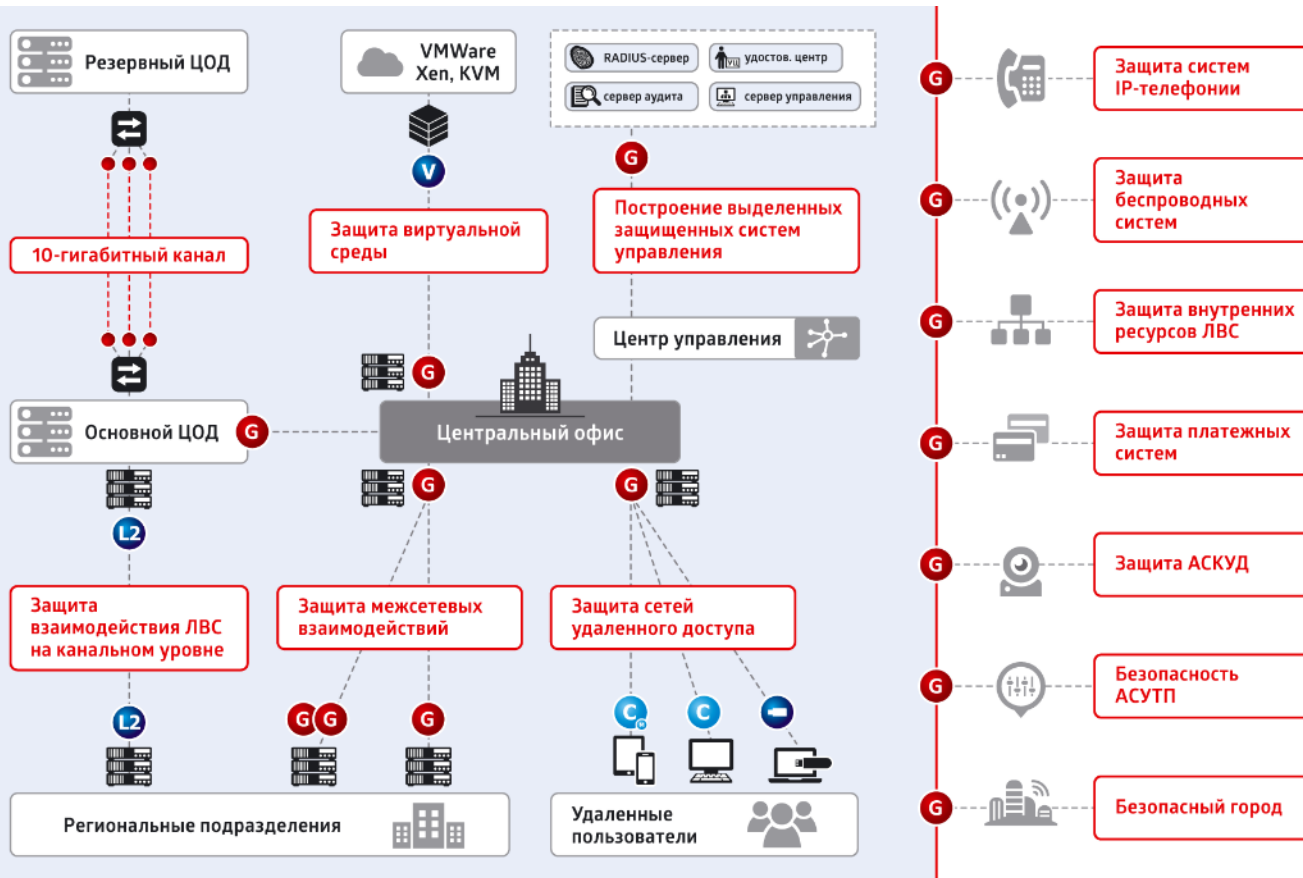 Резервный ЦОД
10-гигабитный канал
Основной ЦОД
G
L2
Защита
взаимодействия ЛВС
на канальном уровне
L2
VMWare
Xen, KVM
V
Защита виртуальной
среды
G
RADIUS-сервер
УЦ
удостов. центр
сервер аудита
сервер управления
G
Построение выделенных
защищенных систем
управления
Центр управления
Центральный офис
G
Защита межсетевых
взаимодействий
G
G
G
G
Защита сетей
удаленного доступа
C
C
Региональные подразделения
Удаленные
пользователи
G
Защита систем
IP-телефонии
G
Защита
беспроводных
систем
G
Защита внутренних
ресурсов ЛВС
G
Защита платежных
систем
G
Защита АСКУД
G
Безопасность
АСУТП
G
Безопасный город